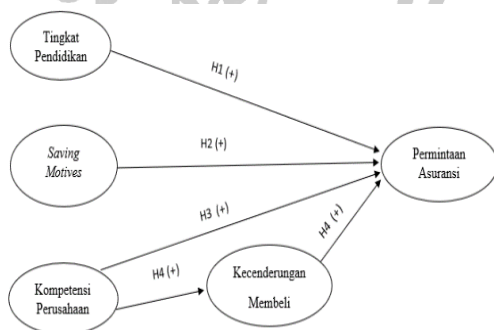 Tingkat
Pendidikan
H1 (+)
Saving
Motives
H2 (+)
Permintaan
Asuransi
H3 (+)
H4 (+)
Kompetensi
Perusahaan
H4 (+)
Kecenderungan
Membeli